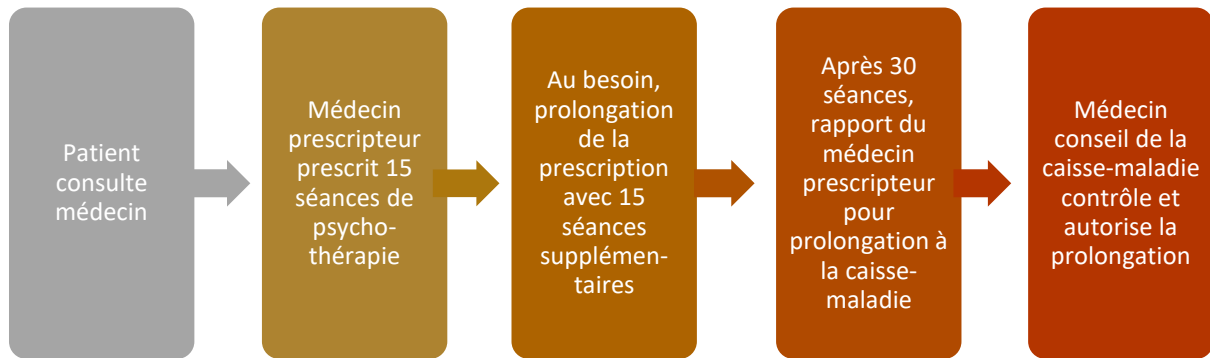 Patient
consulte
médecin
Médecin
prescripteur
prescrit 15
séances de
psycho-
thérapie
Au besoin,
prolongation
de la
prescription
avec 15
séances
supplémen-
taires
Après 30
séances,
rapport du
médecin
prescripteur
pour
prolongation à
la caisse-
maladie
Médecin
conseil de la
caisse-maladie
contrôle et
autorise la
prolongation